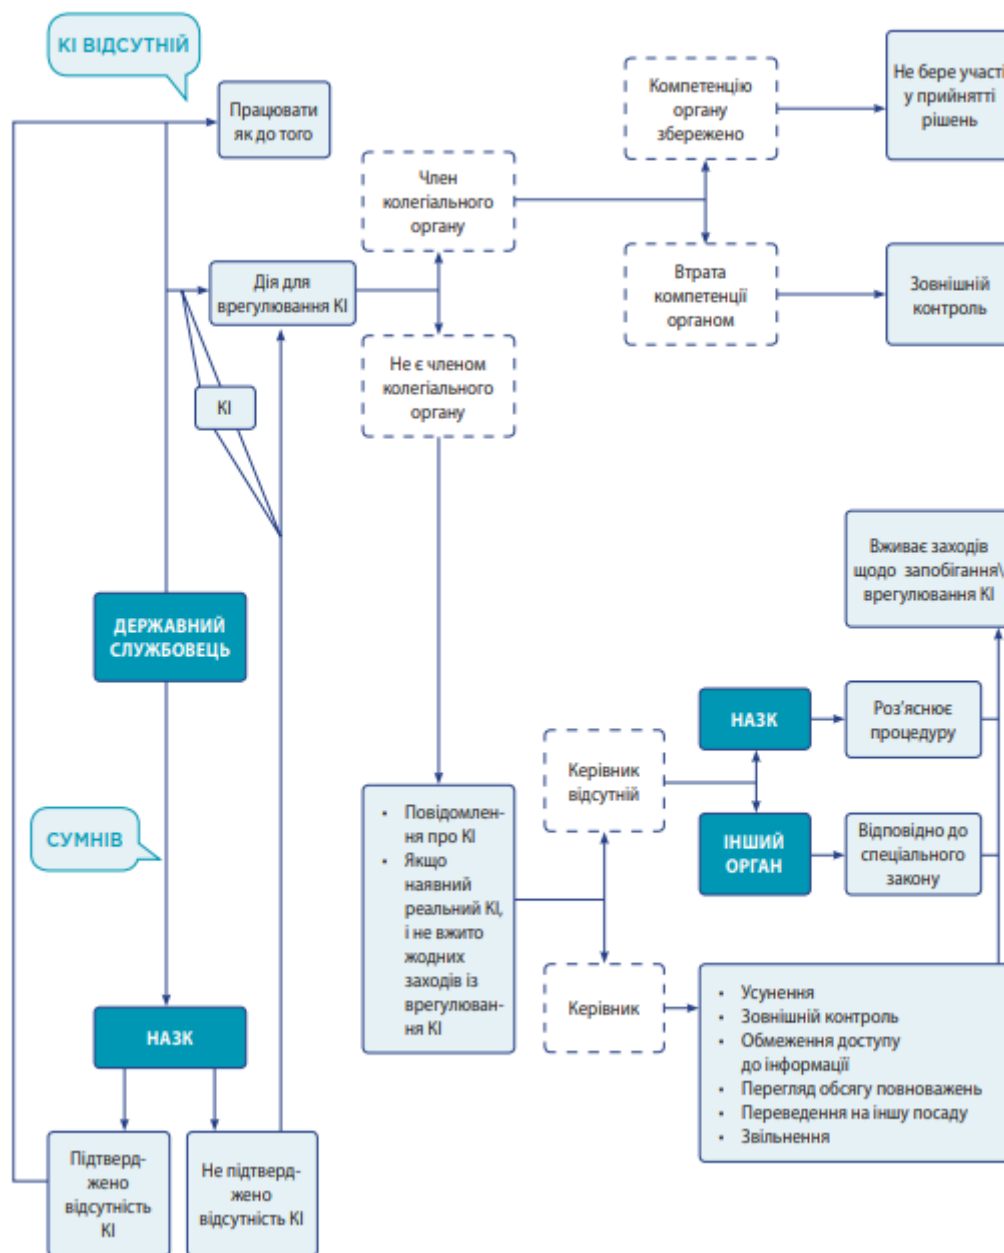 КІ ВІДСУТНІЙ
Працювати
як до того
Член
колегіального
органу
Компетенцію
органу
збережено
Не бере участі
у прийнятті
рішень
Дія для
врегулювання КІ
Втрата
компетенції
органом
Зовнішній
контроль
Не є членом
колегіального
органу
КІ
ДЕРЖАВНИЙ
СЛУЖБОВЕЦЬ
Вживає заходів
щодо запобігання\
врегулювання КІ
НАЗК
Роз’яснює
процедуру
Керівник
відсутній
ІНШИЙ
ОРГАН
Відповідно до
спеціального
закону
СУМНІВ
• Повідомлен-
ня про КІ
• Якщо
наявний
реальний КІ,
і не вжито
жодних
заходів із
врегулюван-
ня КІ
Керівник
• Усунення
• Зовнішній контроль
• Обмеження доступу
до інформації
• Перегляд обсягу повноважень
• Переведення на іншу посаду
• Звільнення
НАЗК
Підтверд-
жено
відсутність
КІ
Не підтверд-
жено
відсутність КІ